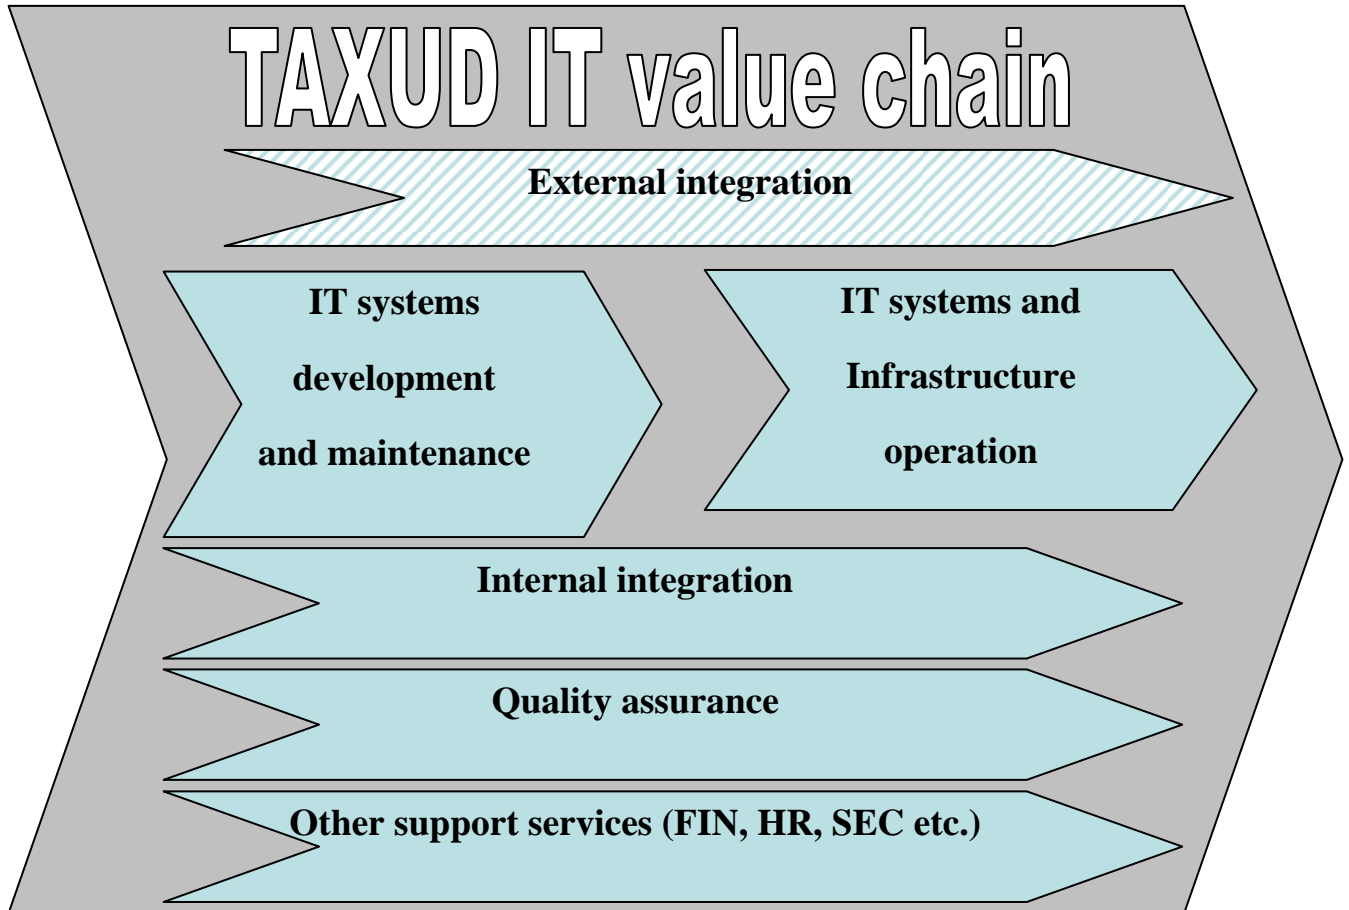 TAXUD IT value chain
External integration
IT systems
development
and maintenance
IT systems and
Infrastructure
operation
Internal integration
Quality assurance
Other support services (FIN, HR, SEC etc.)